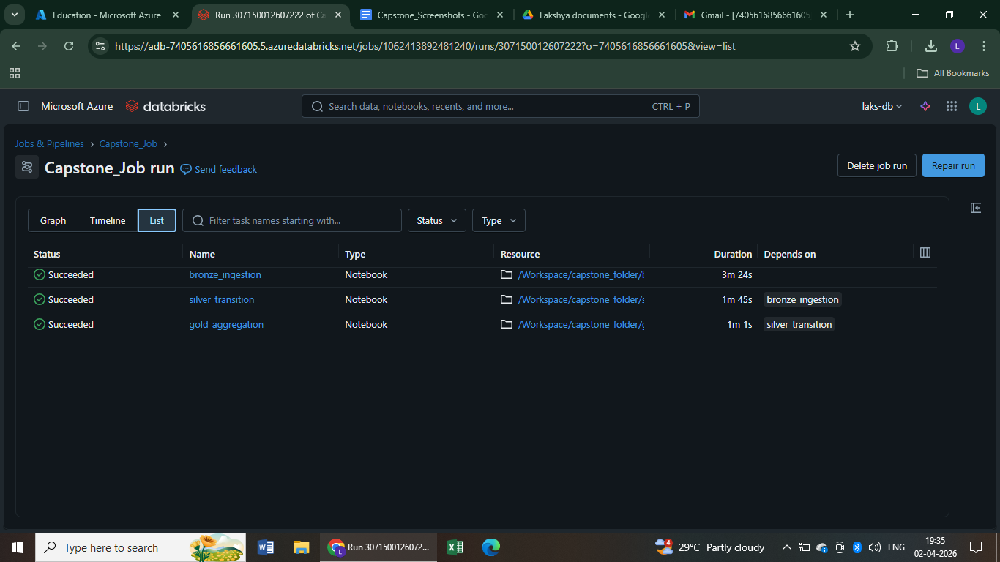 Education - Microsoft Azure
Run 307150012607222 of Ca
Capstone_Screenshots - Goo
Lakshya documents - Google
Gmail - [7405616856661605]
https://adb-7405616856661605.5.azuredatabricks.net/jobs/1062413892481240/runs/307150012607222?o=7405616856661605&view=list
L
All Bookmarks
Microsoft Azure databricks
Search data, notebooks, recents, and more... CTRL + P
laks-db
L
Jobs & Pipelines › Capstone_Job ›
Capstone_Job run Send feedback
Delete job run Repair run
Graph Timeline List Filter task names starting with... Status Type
Status Name Type Resource Duration Depends on
Succeeded bronze_ingestion Notebook /Workspace/capstone_folder/b 3m 24s
Succeeded silver_transition Notebook /Workspace/capstone_folder/s 1m 45s bronze_ingestion
Succeeded gold_aggregation Notebook /Workspace/capstone_folder/g 1m 1s silver_transition
Type here to search
L
Run 3071500126072...
4
29°C Partly cloudy
ENG
19:35
02-04-2026